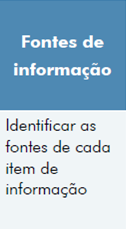 Fontes de
informação
Identificar as
fontes de cada
item de
informação